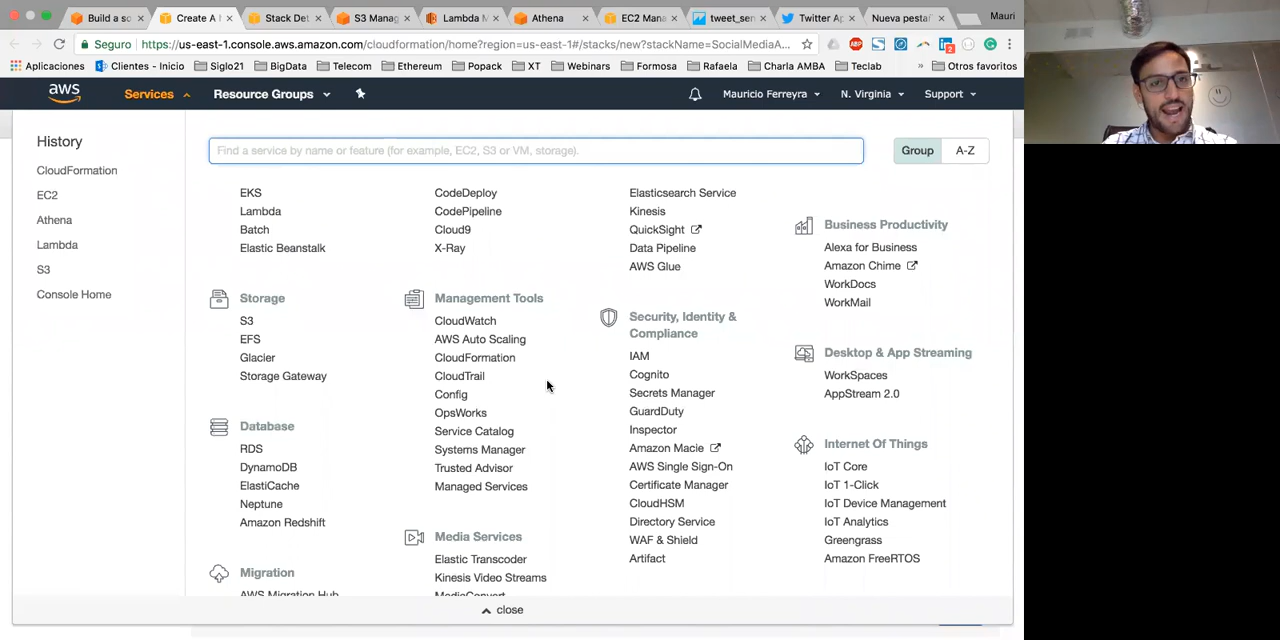 Build a so
Create A N
Stack Det
S3 Manag
Lambda M
Athena
EC2 Mana
tweet_sen
Twitter Ap
Nueva pestañ
Mauri
Seguro
https://us-east-1.console.aws.amazon.com/cloudformation/home?region=us-east-1#/stacks/new?stackName=SocialMediaA...
ABP
2
Aplicaciones
Clientes - Inicio
Siglo21
BigData
Telecom
Ethereum
Popack
XT
Webinars
Formosa
Rafaela
Charla AMBA
Teclab
»
Otros favoritos
aws
Services
Resource Groups
Mauricio Ferreyra
N. Virginia
Support
History
CloudFormation
EC2
Athena
Lambda
S3
Console Home
Find a service by name or feature (for example, EC2, S3 or VM, storage).
Group
A-Z
EKS
Lambda
Batch
Elastic Beanstalk
Storage
S3
EFS
Glacier
Storage Gateway
Database
RDS
DynamoDB
ElastiCache
Neptune
Amazon Redshift
Migration
AWS Migration Hub
CodeDeploy
CodePipeline
Cloud9
X-Ray
Management Tools
CloudWatch
AWS Auto Scaling
CloudFormation
CloudTrail
Config
OpsWorks
Service Catalog
Systems Manager
Trusted Advisor
Managed Services
Media Services
Elastic Transcoder
Kinesis Video Streams
MediaConvert
Elasticsearch Service
Kinesis
QuickSight
Data Pipeline
AWS Glue
Security, Identity &
Compliance
IAM
Cognito
Secrets Manager
GuardDuty
Inspector
Amazon Macie
AWS Single Sign-On
Certificate Manager
CloudHSM
Directory Service
WAF & Shield
Artifact
Business Productivity
Alexa for Business
Amazon Chime
WorkDocs
WorkMail
Desktop & App Streaming
WorkSpaces
AppStream 2.0
Internet Of Things
IoT Core
IoT 1-Click
IoT Device Management
IoT Analytics
Greengrass
Amazon FreeRTOS
close